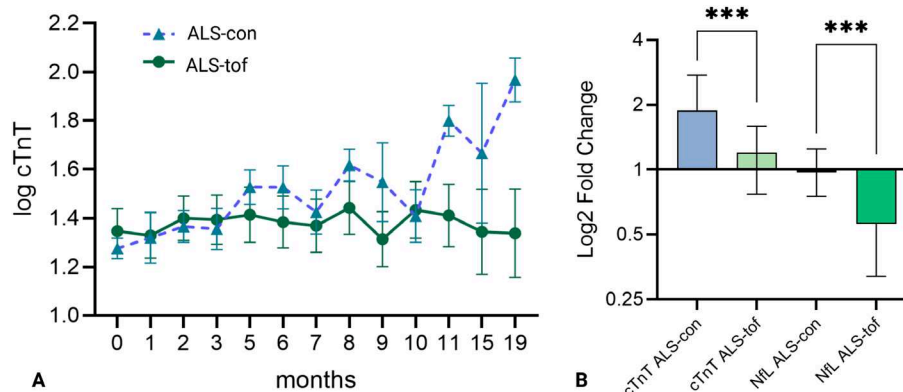 2.2
2.0
1.8
1.6
1.4
1.2
1.0
log cTnT
ALS-con
ALS-tof
0 1 2 3 5 6 7 8 9 10 11 15 19
months
A
4
2
1
0.5
0.25
Log2 Fold Change
***
***
cTnT ALS-con
cTnT ALS-tof
NfL ALS-con
NfL ALS-tof
B